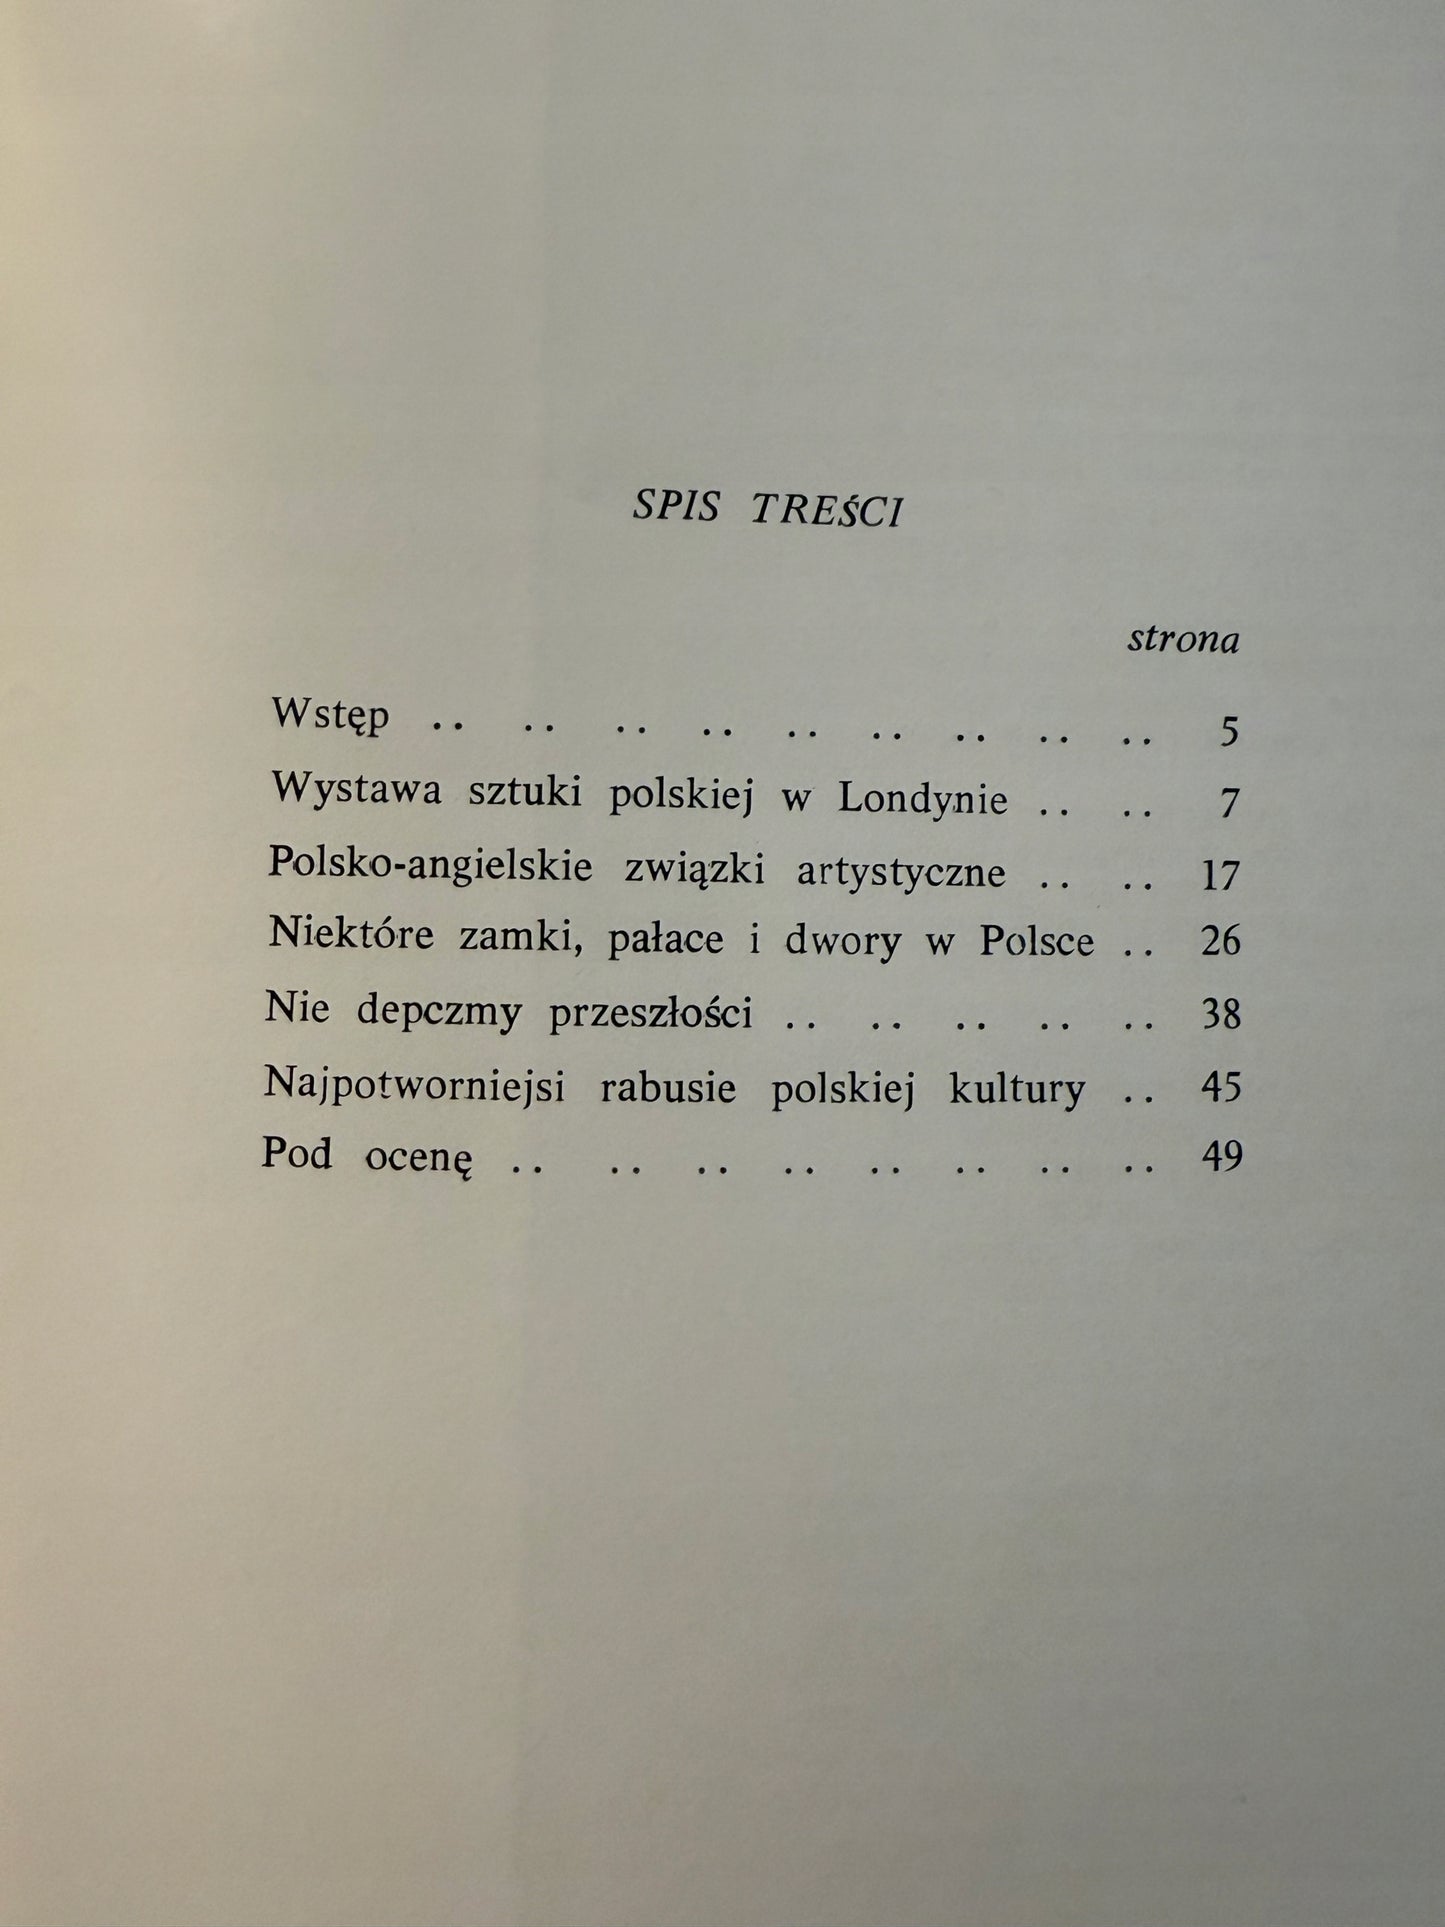 SPIS TREŚCI
strona
Wstęp .. .. .. .. .. .. .. .. .. 5
Wystawa sztuki polskiej w Londynie .. .. 7
Polsko-angielskie związki artystyczne .. .. 17
Niektóre zamki, pałace i dwory w Polsce .. 26
Nie depczmy przeszłości .. .. .. .. .. 38
Najpotworniejsi rabusie polskiej kultury .. 45
Pod ocenę .. .. .. .. .. .. .. .. 49